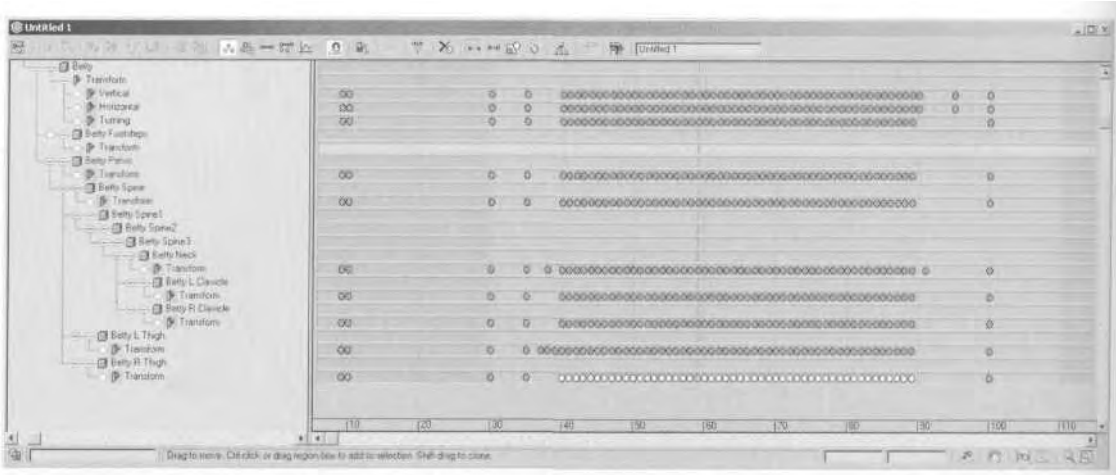 Untitled 1
Untitled 1
Betty
Transform
Vertical
Horizontal
Turning
Betty Footsteps
Transform
Betty Pelvis
Transform
Betty Spine
Transform
Betty Spine1
Betty Spine2
Betty Spine3
Betty Neck
Transform
Betty L Clavicle
Transform
Betty R Clavicle
Transform
Betty L Thigh
Transform
Betty R Thigh
Transform
10 20 30 40 50 60 70 80 90 100 110
Drag to move. Ctrl-click or drag region box to add to selection. Shift-drag to clone.